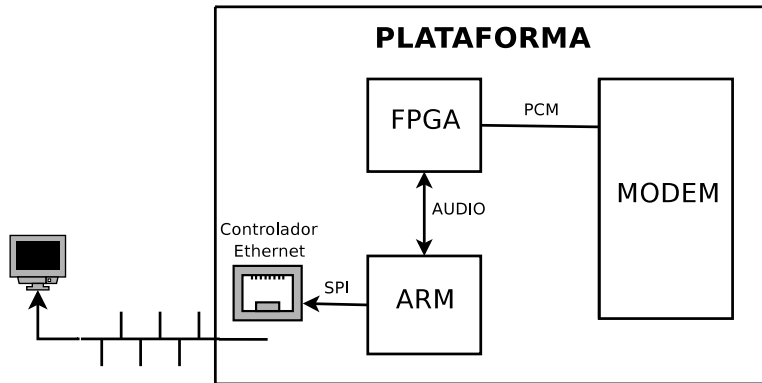 PLATAFORMA
FPGA
PCM
MODEM
AUDIO
Controlador
Ethernet
SPI
ARM